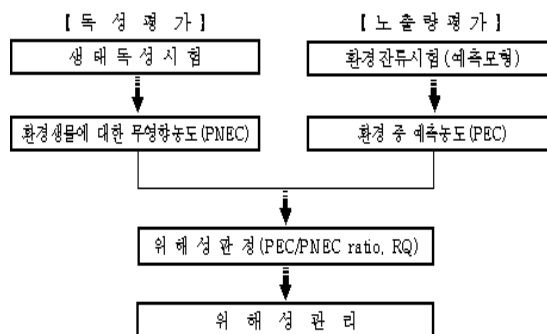 【 독 성 평 가 】
【 노 출 량 평 가 】
생 태 독 성 시 험
환경잔류시험(예측모형)
환경생물에 대한 무영향농도(PNEC)
환경 중 예측농도(PEC)
위 해 성 판 정(PEC/PNEC ratio, RQ)
위 해 성 관 리